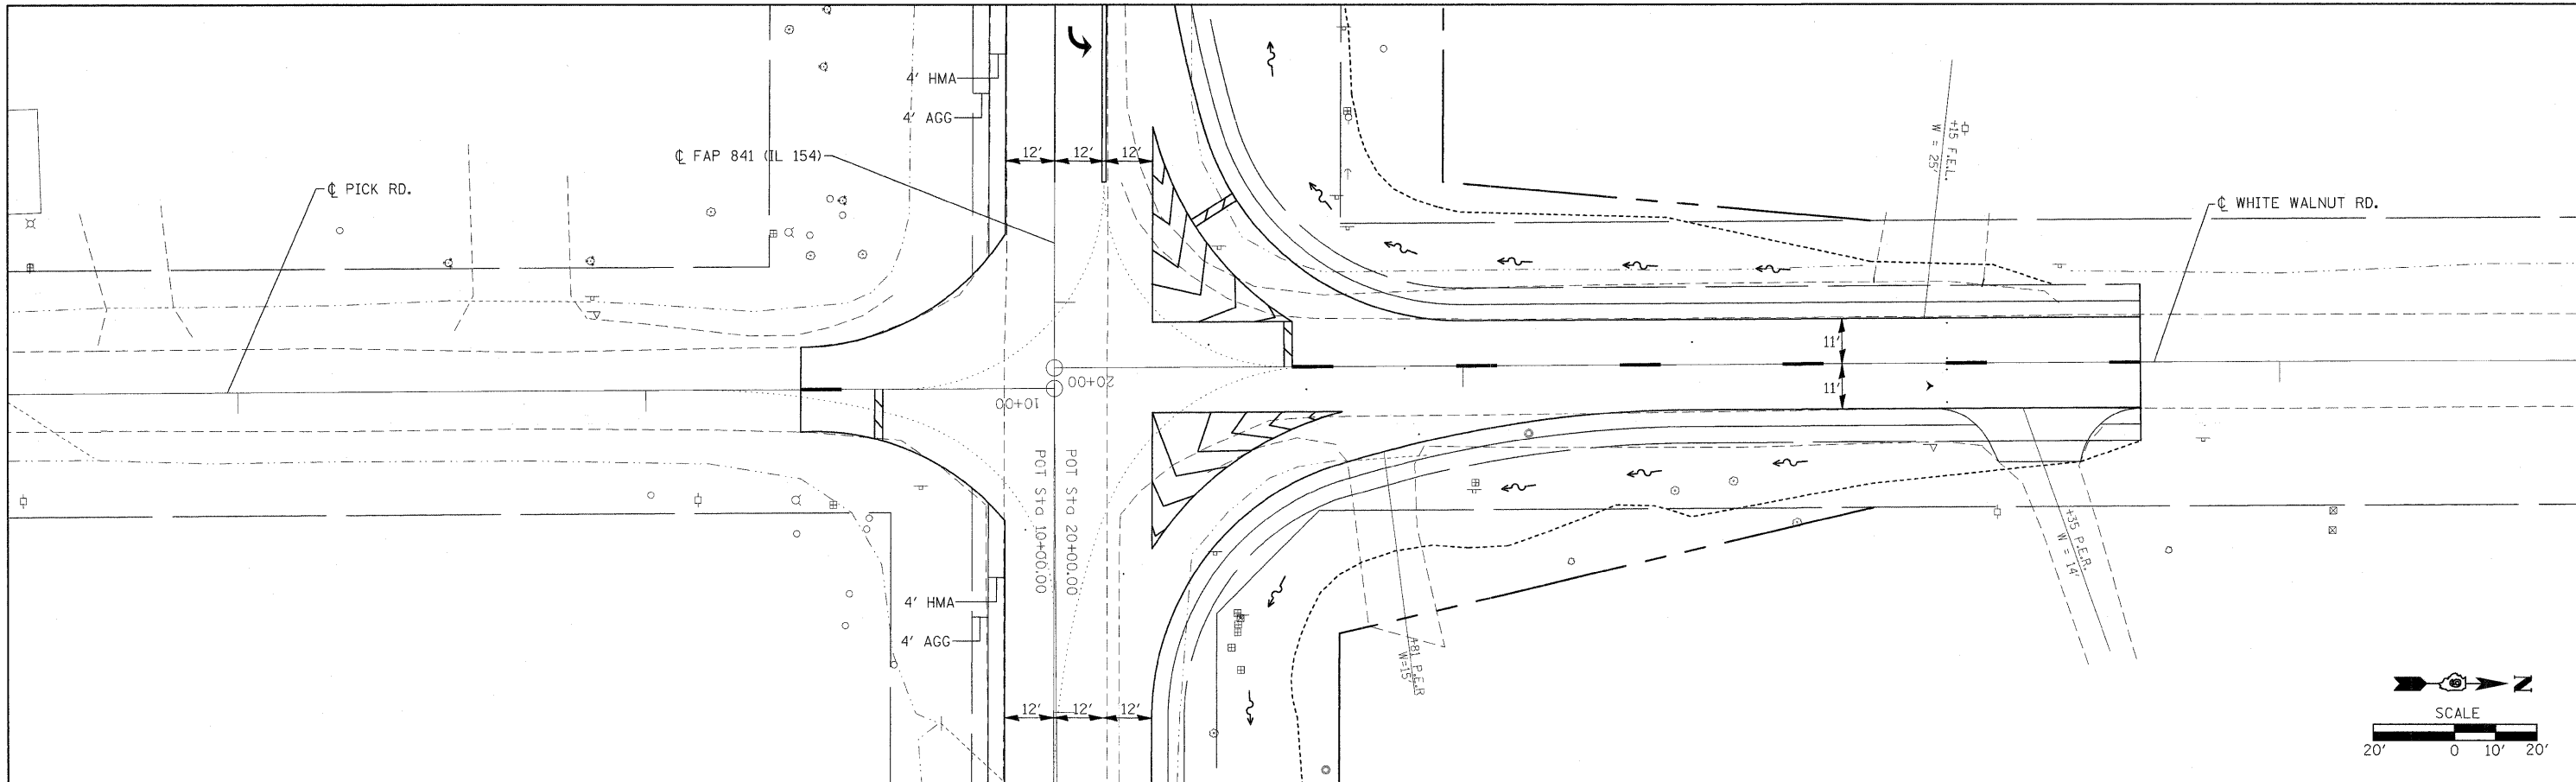 4' HMA
4' AGG
℄ FAP 841 (IL 154)
℄ PICK RD.
12'
12'
12'
+15 F.E.L.
W = 25'
℄ WHITE WALNUT RD.
11'
11'
20+00
10+00
POT Sta 20+00.00
POT Sta 10+00.00
+35 P.E.R.
W = 14'
4' HMA
4' AGG
+81 P.E.R
W=15'
12'
12'
12'
N
SCALE
20' 0 10' 20'